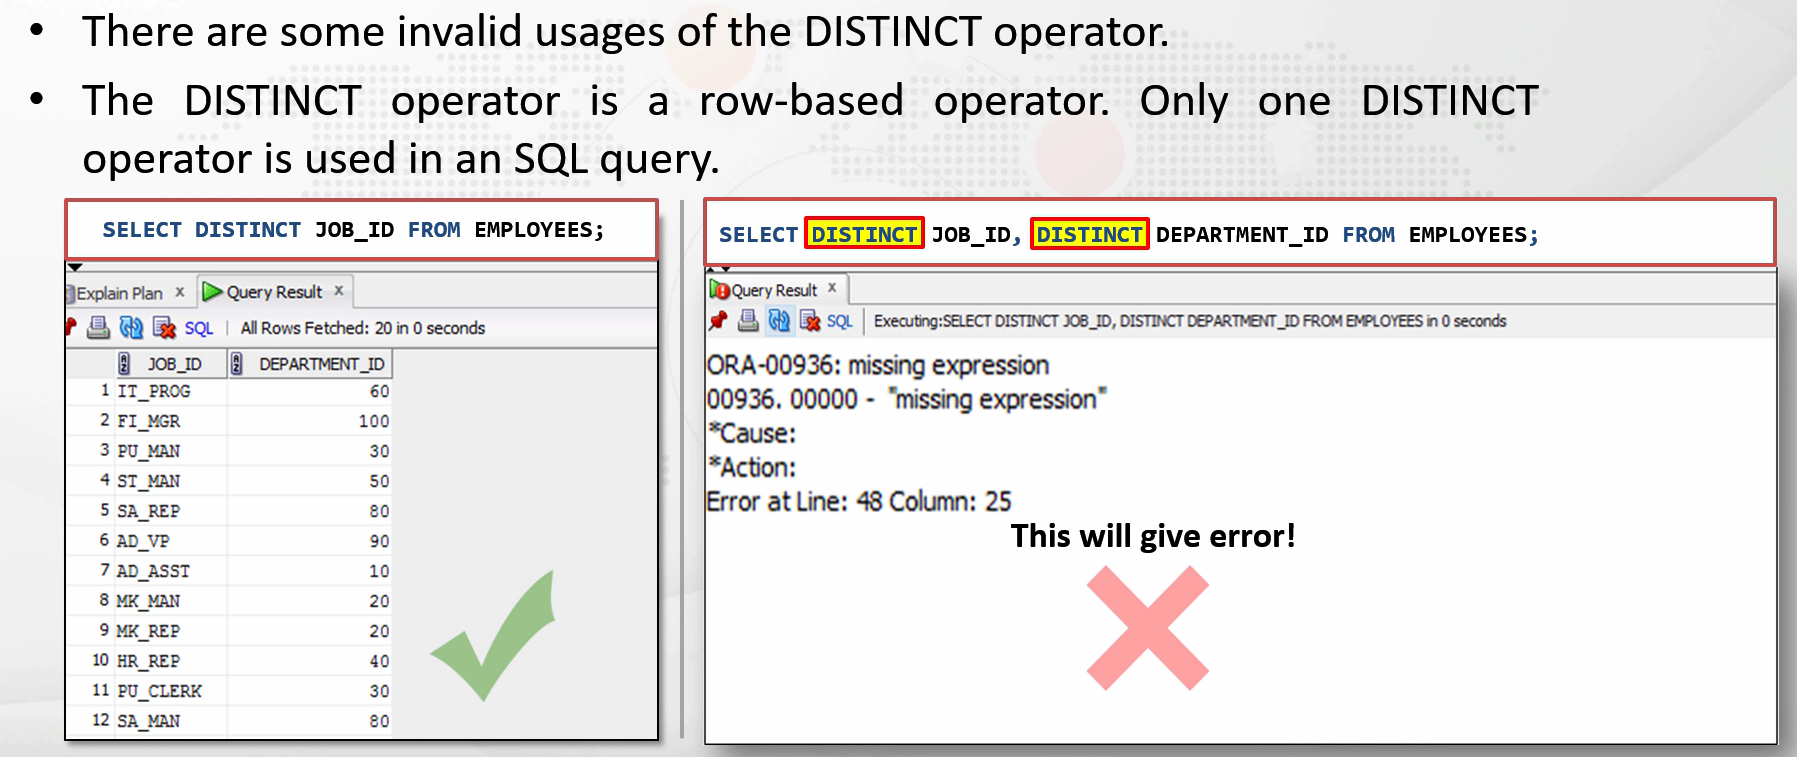 • There are some invalid usages of the DISTINCT operator.
• The DISTINCT operator is a row-based operator. Only one DISTINCT
operator is used in an SQL query.
SELECT DISTINCT JOB_ID FROM EMPLOYEES;
Explain Plan x Query Result x
SQL | All Rows Fetched: 20 in 0 seconds
JOB_ID DEPARTMENT_ID
1 IT_PROG 60
2 FI_MGR 100
3 PU_MAN 30
4 ST_MAN 50
5 SA_REP 80
6 AD_VP 90
7 AD_ASST 10
8 MK_MAN 20
9 MK_REP 20
10 HR_REP 40
11 PU_CLERK 30
12 SA_MAN 80
SELECT DISTINCT JOB_ID, DISTINCT DEPARTMENT_ID FROM EMPLOYEES;
Query Result x
SQL | Executing:SELECT DISTINCT JOB_ID, DISTINCT DEPARTMENT_ID FROM EMPLOYEES in 0 seconds
ORA-00936: missing expression
00936. 00000 - "missing expression"
*Cause:
*Action:
Error at Line: 48 Column: 25
This will give error!